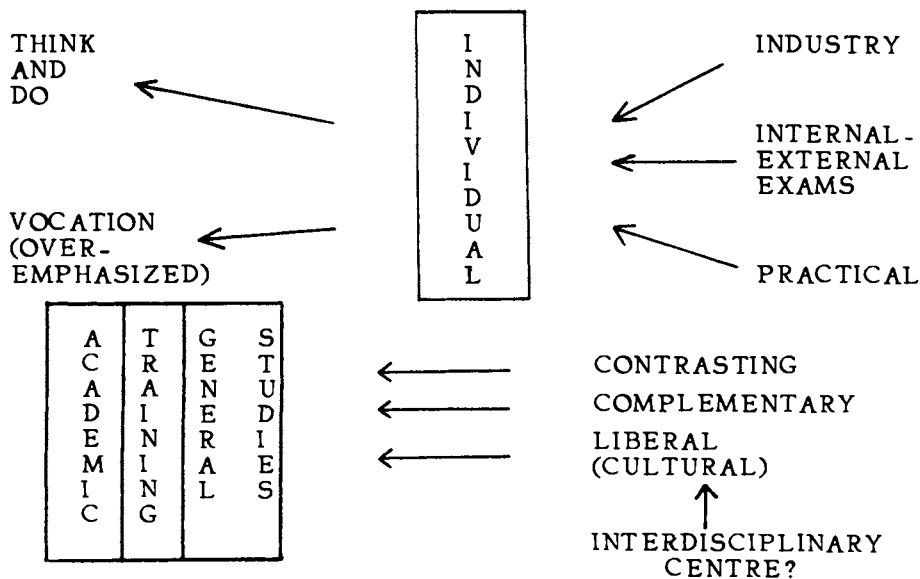 THINK
AND
DO
INDIVIDUAL
INDUSTRY
INTERNAL-
EXTERNAL
EXAMS
VOCATION
(OVER-
EMPHASIZED)
PRACTICAL
ACADEMIC
TRAINING
GENERAL
STUDIES
CONTRASTING
COMPLEMENTARY
LIBERAL
(CULTURAL)
INTERDISCIPLINARY
CENTRE?